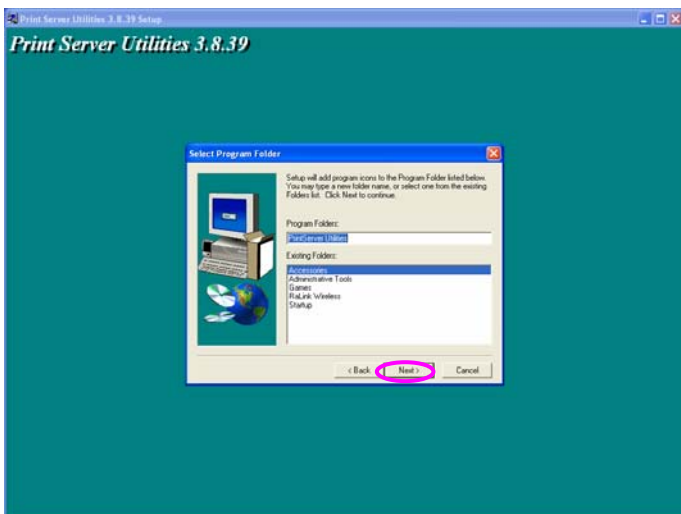 Print Server Utilities 3.8.39 Setup
Print Server Utilities 3.8.39
Select Program Folder
Setup will add program icons to the Program Folder listed below.
You may type a new folder name, or select one from the existing
Folders list. Click Next to continue.
Program Folders:
PrintServer Utilities
Existing Folders:
Accessories
Administrative Tools
Games
RaLink Wireless
Startup
< Back
Next >
Cancel